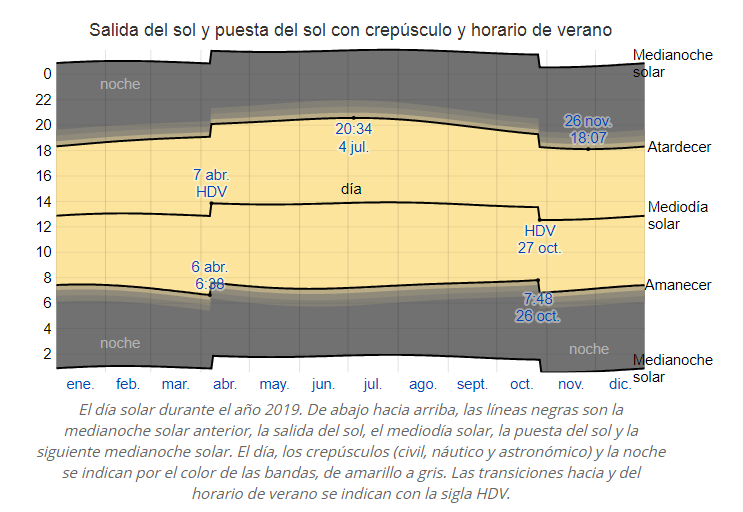 Salida del sol y puesta del sol con crepúsculo y horario de verano
Medianoche
solar
0
noche
22
20
20:34
4 jul.
26 nov.
18:07
18
Atardecer
16
7 abr.
HDV
día
14
Mediodía
solar
12
HDV
27 oct.
10
6 abr.
6:38
8
Amanecer
7:48
26 oct.
6
4
noche
noche
2
Medianoche
solar
ene. feb. mar. abr. may. jun. jul. ago. sept. oct. nov. dic.
El día solar durante el año 2019. De abajo hacia arriba, las líneas negras son la
medianoche solar anterior, la salida del sol, el mediodía solar, la puesta del sol y la
siguiente medianoche solar. El día, los crepúsculos (civil, náutico y astronómico) y la noche
se indican por el color de las bandas, de amarillo a gris. Las transiciones hacia y del
horario de verano se indican con la sigla HDV.